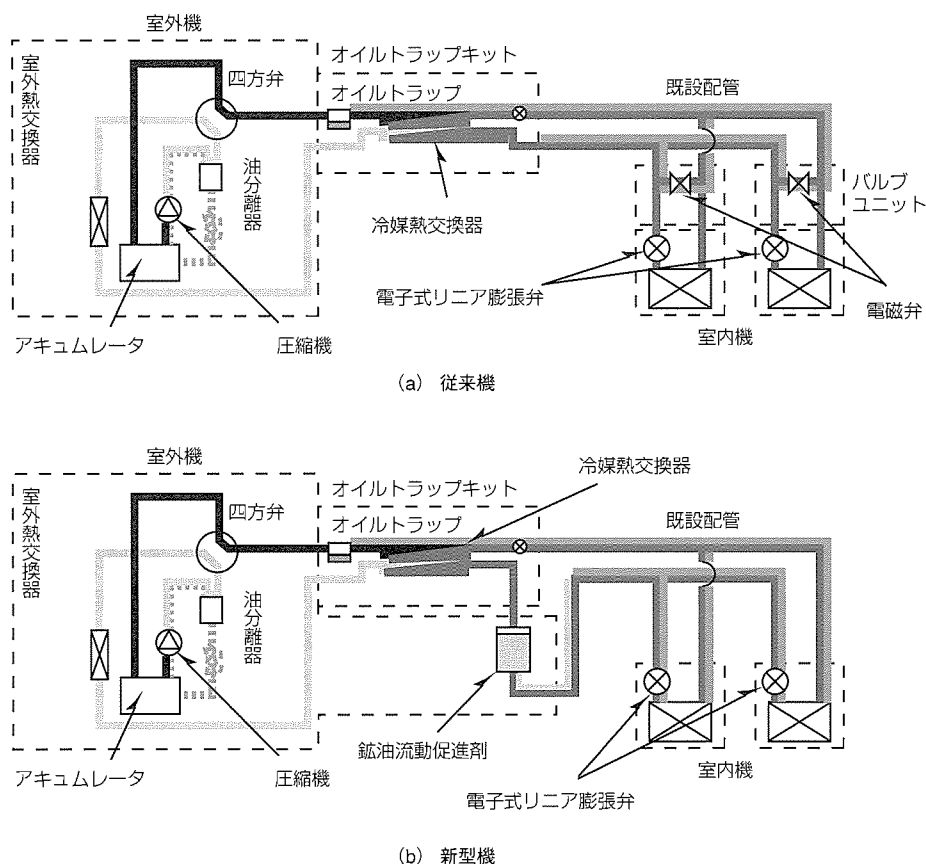 室外機
オイルトラップキット
室外熱交換器
四方弁
オイルトラップ
既設配管
油分離器
バルブ
ユニット
冷媒熱交換器
電子式リニア膨張弁
電磁弁
室内機
アキュムレータ
圧縮機
(a) 従来機
室外機
冷媒熱交換器
オイルトラップキット
室外熱交換器
四方弁
オイルトラップ
既設配管
油分離器
鉱油流動促進剤
室内機
アキュムレータ
圧縮機
電子式リニア膨張弁
(b) 新型機